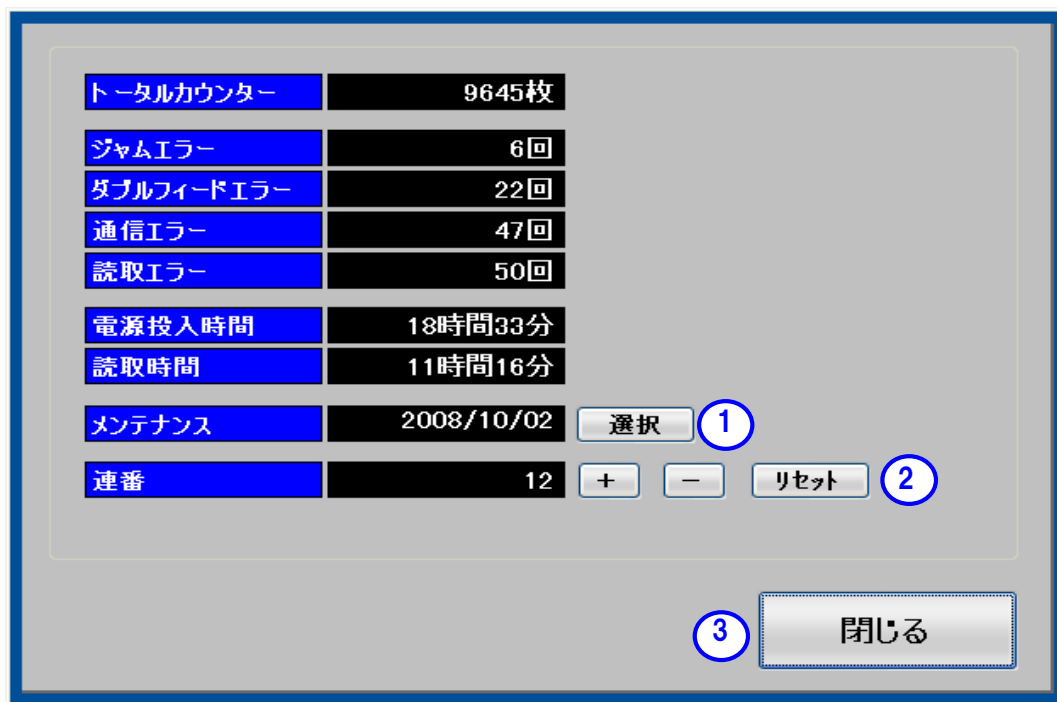 トータルカウンター 9645枚
ジャムエラー 6回
ダブルフィードエラー 22回
通信エラー 47回
読取エラー 50回
電源投入時間 18時間33分
読取時間 11時間16分
メンテナンス 2008/10/02 選択 1
連番 12 + − リセット 2
3 閉じる